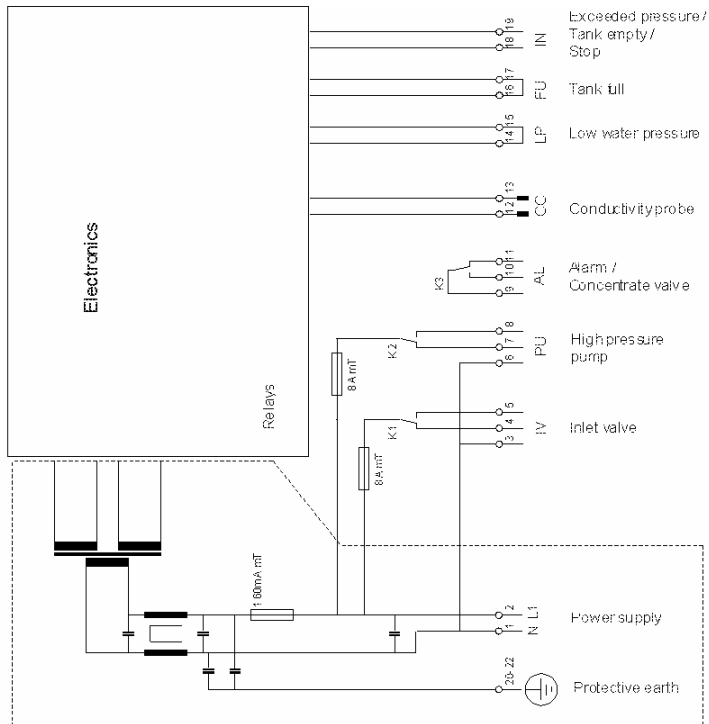 Exceeded pressure /
Tank empty /
Stop
19
18
IN
17
16
FU
Tank full
15
14
LP
Low water pressure
13
12
CC
Conductivity probe
Electronics
11
10
9
AL
K3
Alarm /
Concentrate valve
8
7
6
PU
K2
High pressure
pump
8A mT
Relays
5
4
3
IV
K1
Inlet valve
8A mT
160mA mT
2
1
L1
N
Power supply
20-22
Protective earth